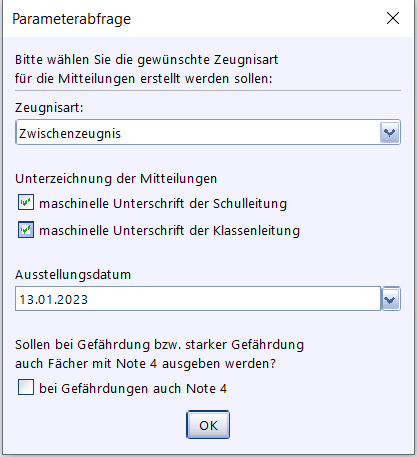 Parameterabfrage
Bitte wählen Sie die gewünschte Zeugnisart
für die Mitteilungen erstellt werden sollen:
Zeugnisart:
Zwischenzeugnis
Unterzeichnung der Mitteilungen
maschinelle Unterschrift der Schulleitung
maschinelle Unterschrift der Klassenleitung
Ausstellungsdatum
13.01.2023
Sollen bei Gefährdung bzw. starker Gefährdung
auch Fächer mit Note 4 ausgeben werden?
bei Gefährdungen auch Note 4
OK